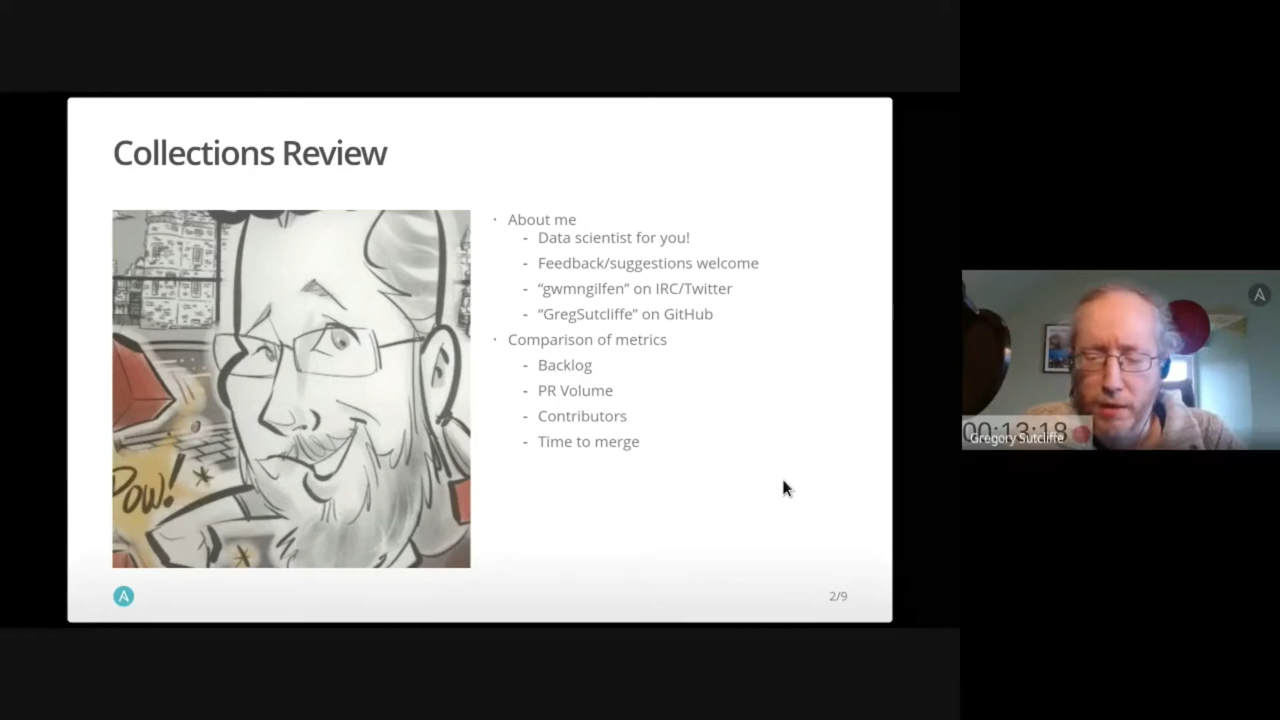 Collections Review
· About me
- Data scientist for you!
- Feedback/suggestions welcome
- “gwmngilfen” on IRC/Twitter
- “GregSutcliffe” on GitHub
· Comparison of metrics
- Backlog
- PR Volume
- Contributors
- Time to merge
POW!
A
2/9
A
00:13:18
Gregory Sutcliffe